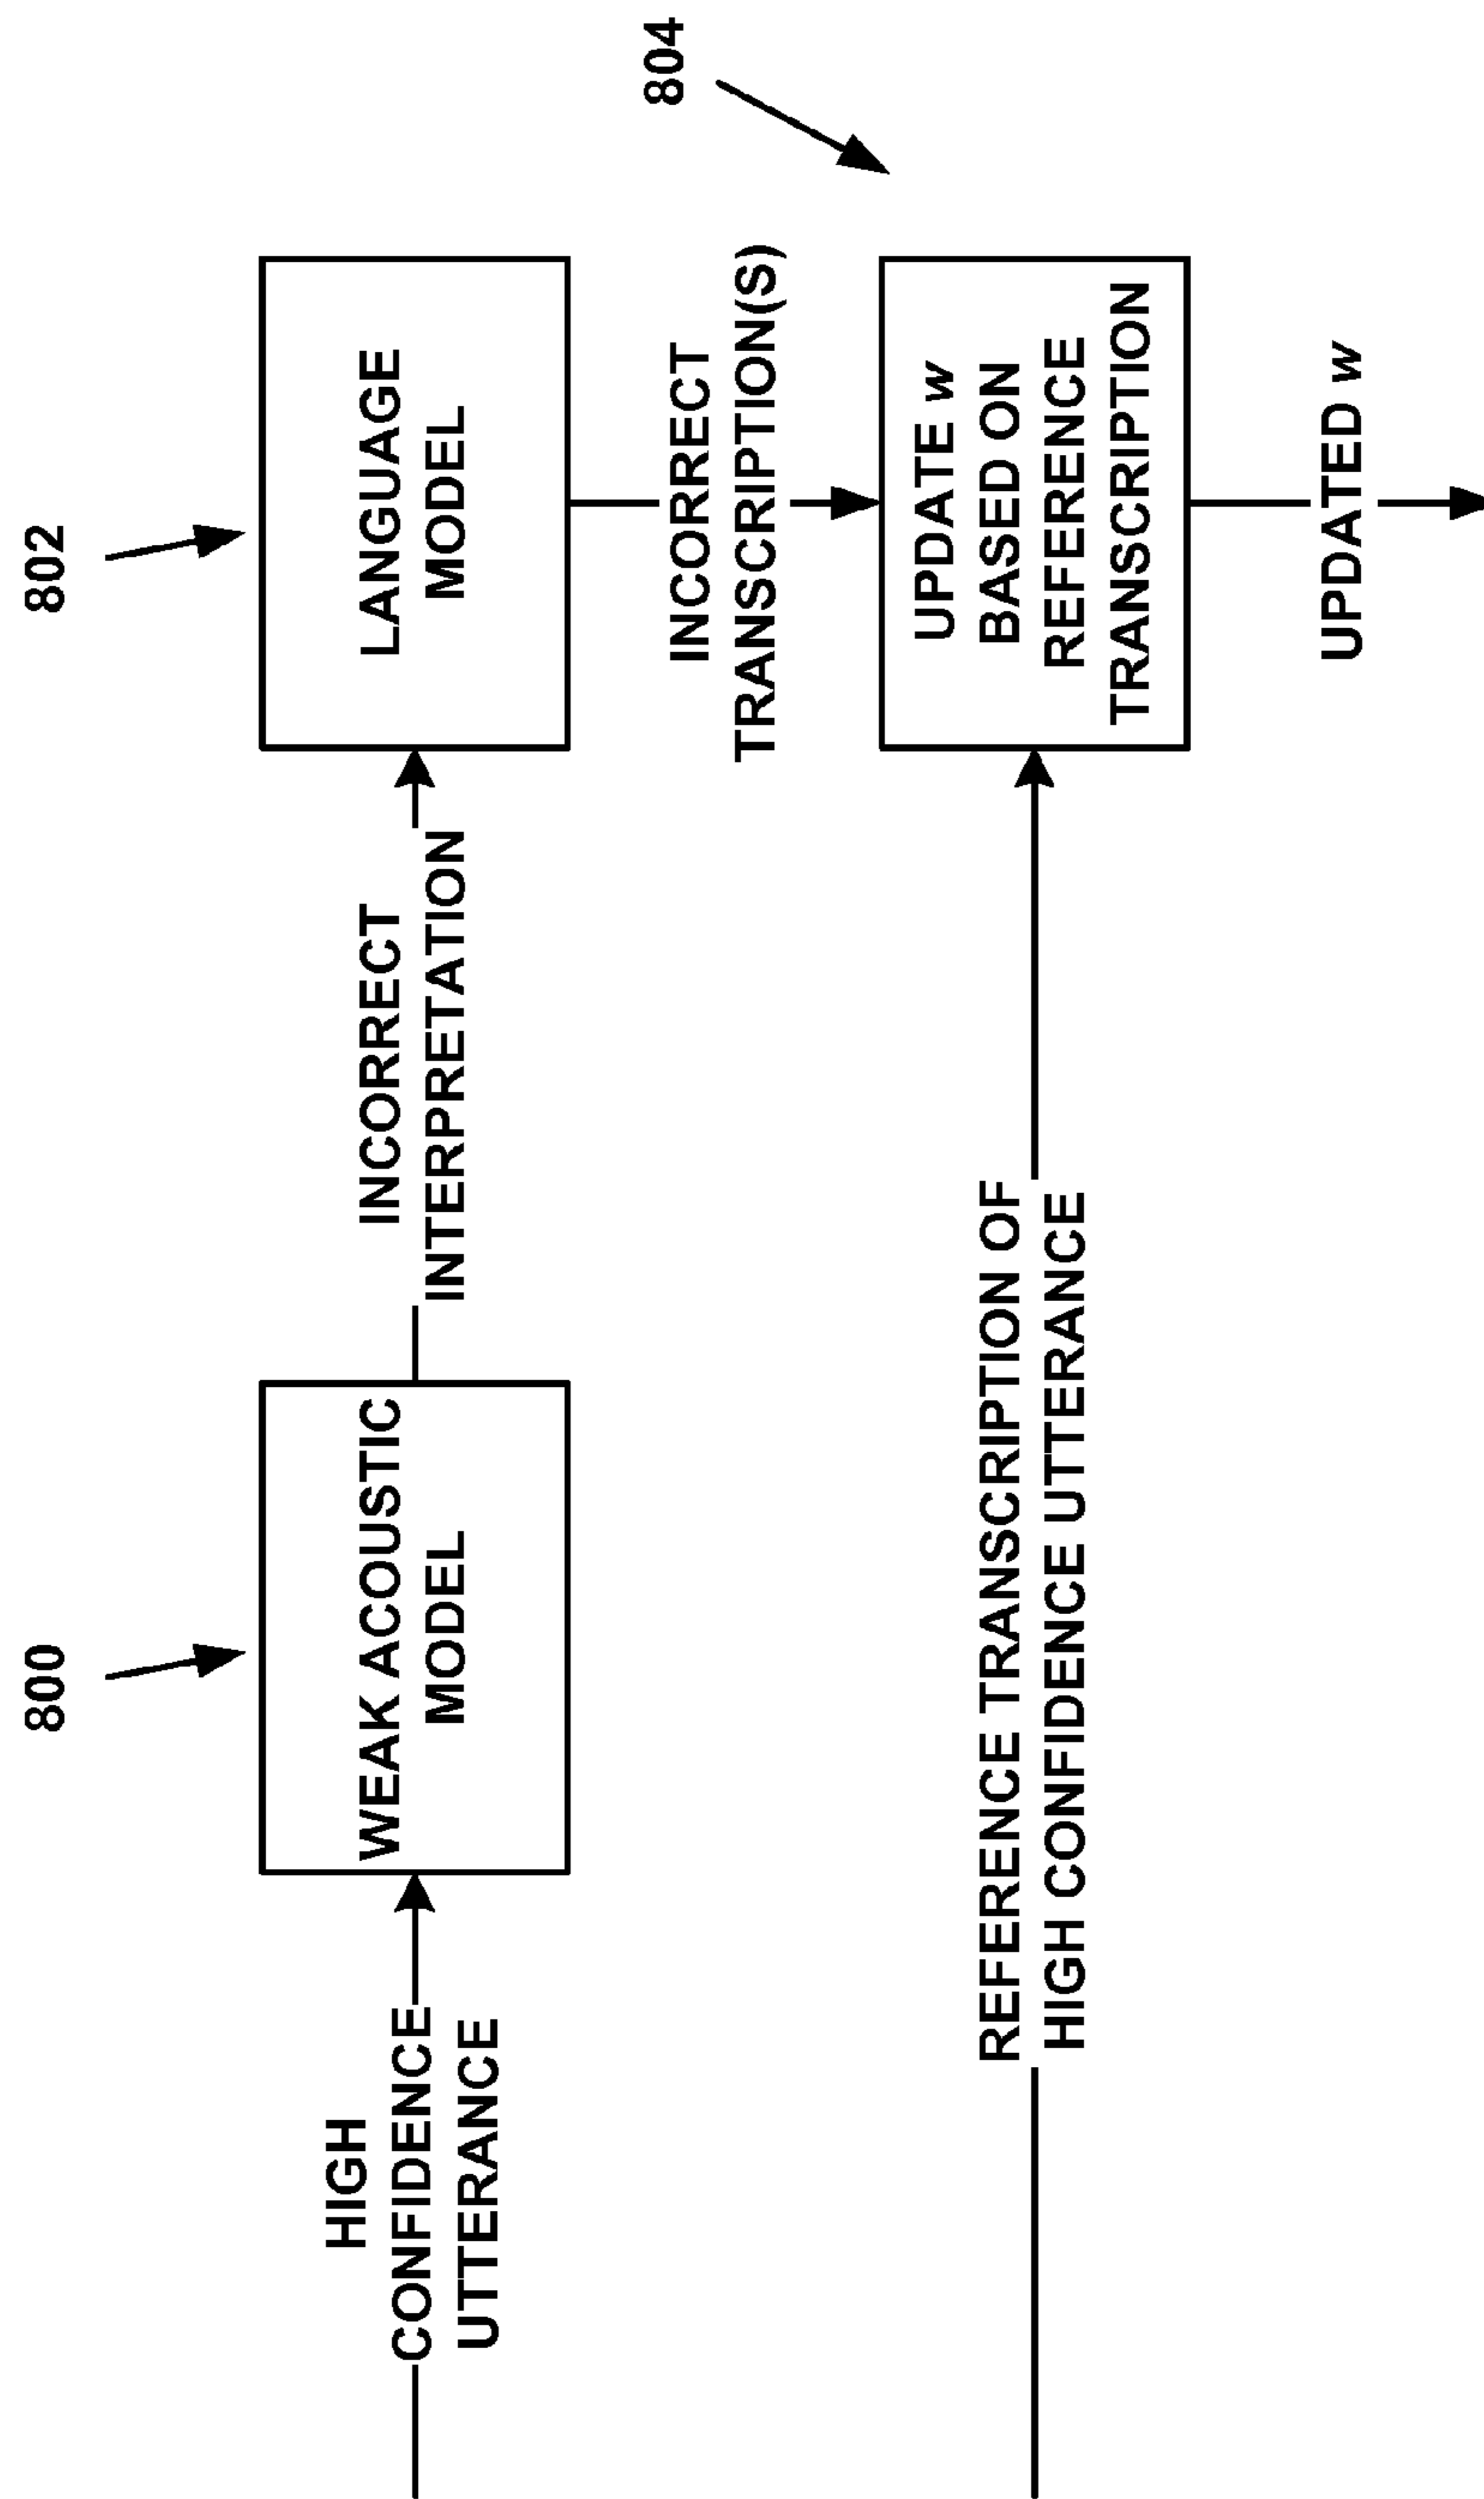 800
802
HIGH
CONFIDENCE
UTTERANCE
WEAK ACOUSTIC
MODEL
INCORRECT
INTERPRETATION
LANGUAGE
MODEL
804
INCORRECT
TRANSCRIPTION(S)
REFERENCE TRANSCRIPTION OF
HIGH CONFIDENCE UTTERANCE
UPDATE w
BASED ON
REFERENCE
TRANSCRIPTION
UPDATED w